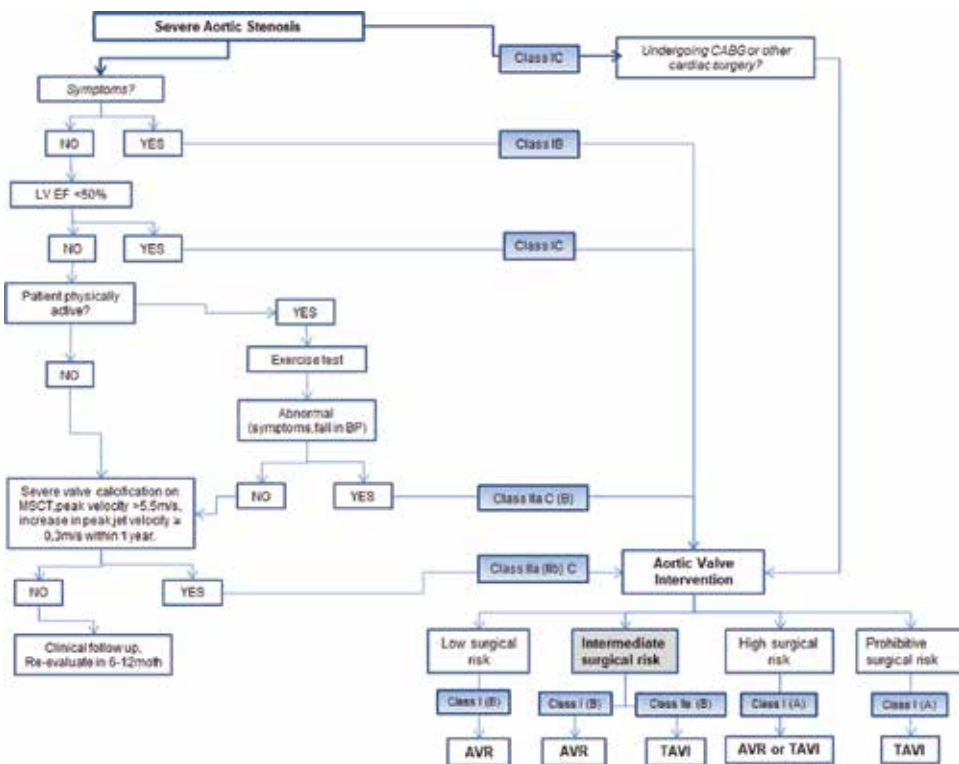 Severe Aortic Stenosis
Class IC
Undergoing CABG or other
cardiac surgery?
Symptoms?
NO
YES
Class IB
LV EF <50%
NO
YES
Class IC
Patient physically
active?
YES
NO
Exercise test
Abnormal
(symptoms,fall in BP)
NO
YES
Class IIa C (B)
Severe valve calcification on
MSCT,peak velocity >5.5m/s,
increase in peak jet velocity ≥
0,3m/s within 1 year.
Class IIa (IIb) C
Aortic Valve
Intervention
NO
YES
Clinical follow up,
Re-evaluate in 6-12moth
Low surgical
risk
Intermediate
surgical risk
High surgical
risk
Prohibitive
surgical risk
Class I (B)
Class I (B)
Class IIa (B)
Class I (A)
Class I (A)
AVR
AVR
TAVI
AVR or TAVI
TAVI